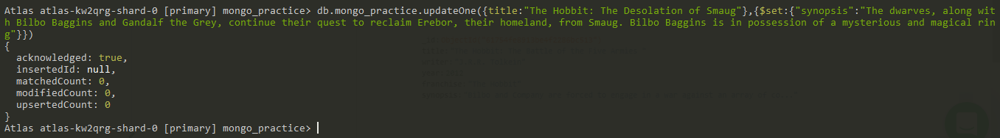 Atlas atlas-kw2qrg-shard-0 [primary] mongo_practice> db.mongo_practice.updateOne({title:"The Hobbit: The Desolation of Smaug"},{$set:{"synopsis":"The dwarves, along wit
h Bilbo Baggins and Gandalf the Grey, continue their quest to reclaim Erebor, their homeland, from Smaug. Bilbo Baggins is in possession of a mysterious and magical rin
g"}})
{
  acknowledged: true,
  insertedId: null,
  matchedCount: 0,
  modifiedCount: 0,
  upsertedCount: 0
}
Atlas atlas-kw2qrg-shard-0 [primary] mongo_practice>